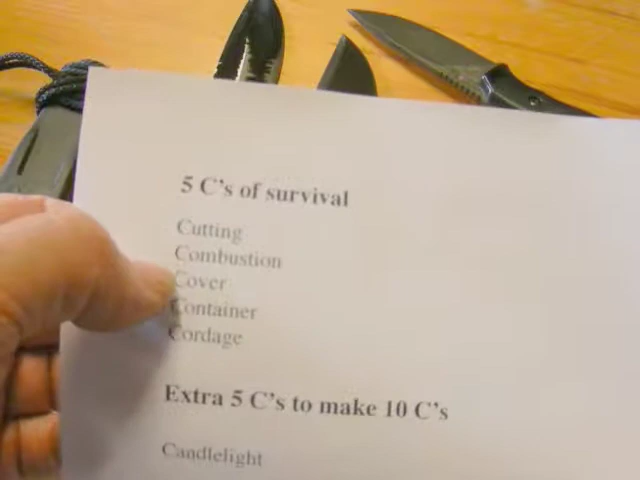 5 C's of survival
Cutting
Combustion
Cover
Container
Cordage
Extra 5 C's to make 10 C's
Candlelight